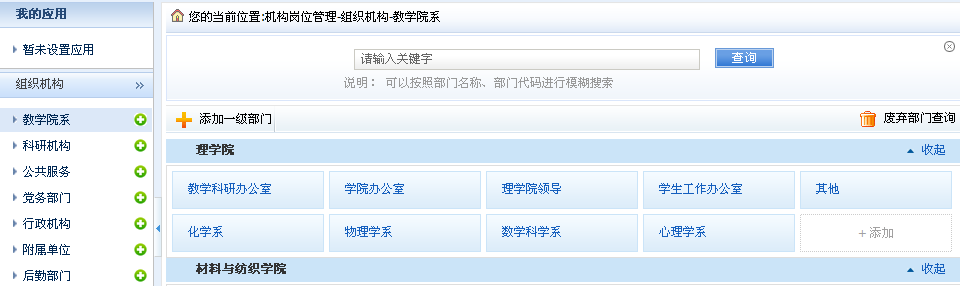 我的应用
暂未设置应用
组织机构
教学院系
科研机构
公共服务
党务部门
行政机构
附属单位
后勤部门
您的当前位置:机构岗位管理-组织机构-教学院系
请输入关键字 查询
说明： 可以按照部门名称、部门代码进行模糊搜索
添加一级部门 废弃部门查询
理学院 收起
教学科研办公室 学院办公室 理学院领导 学生工作办公室 其他
化学系 物理学系 数学科学系 心理学系 +添加
材料与纺织学院 收起